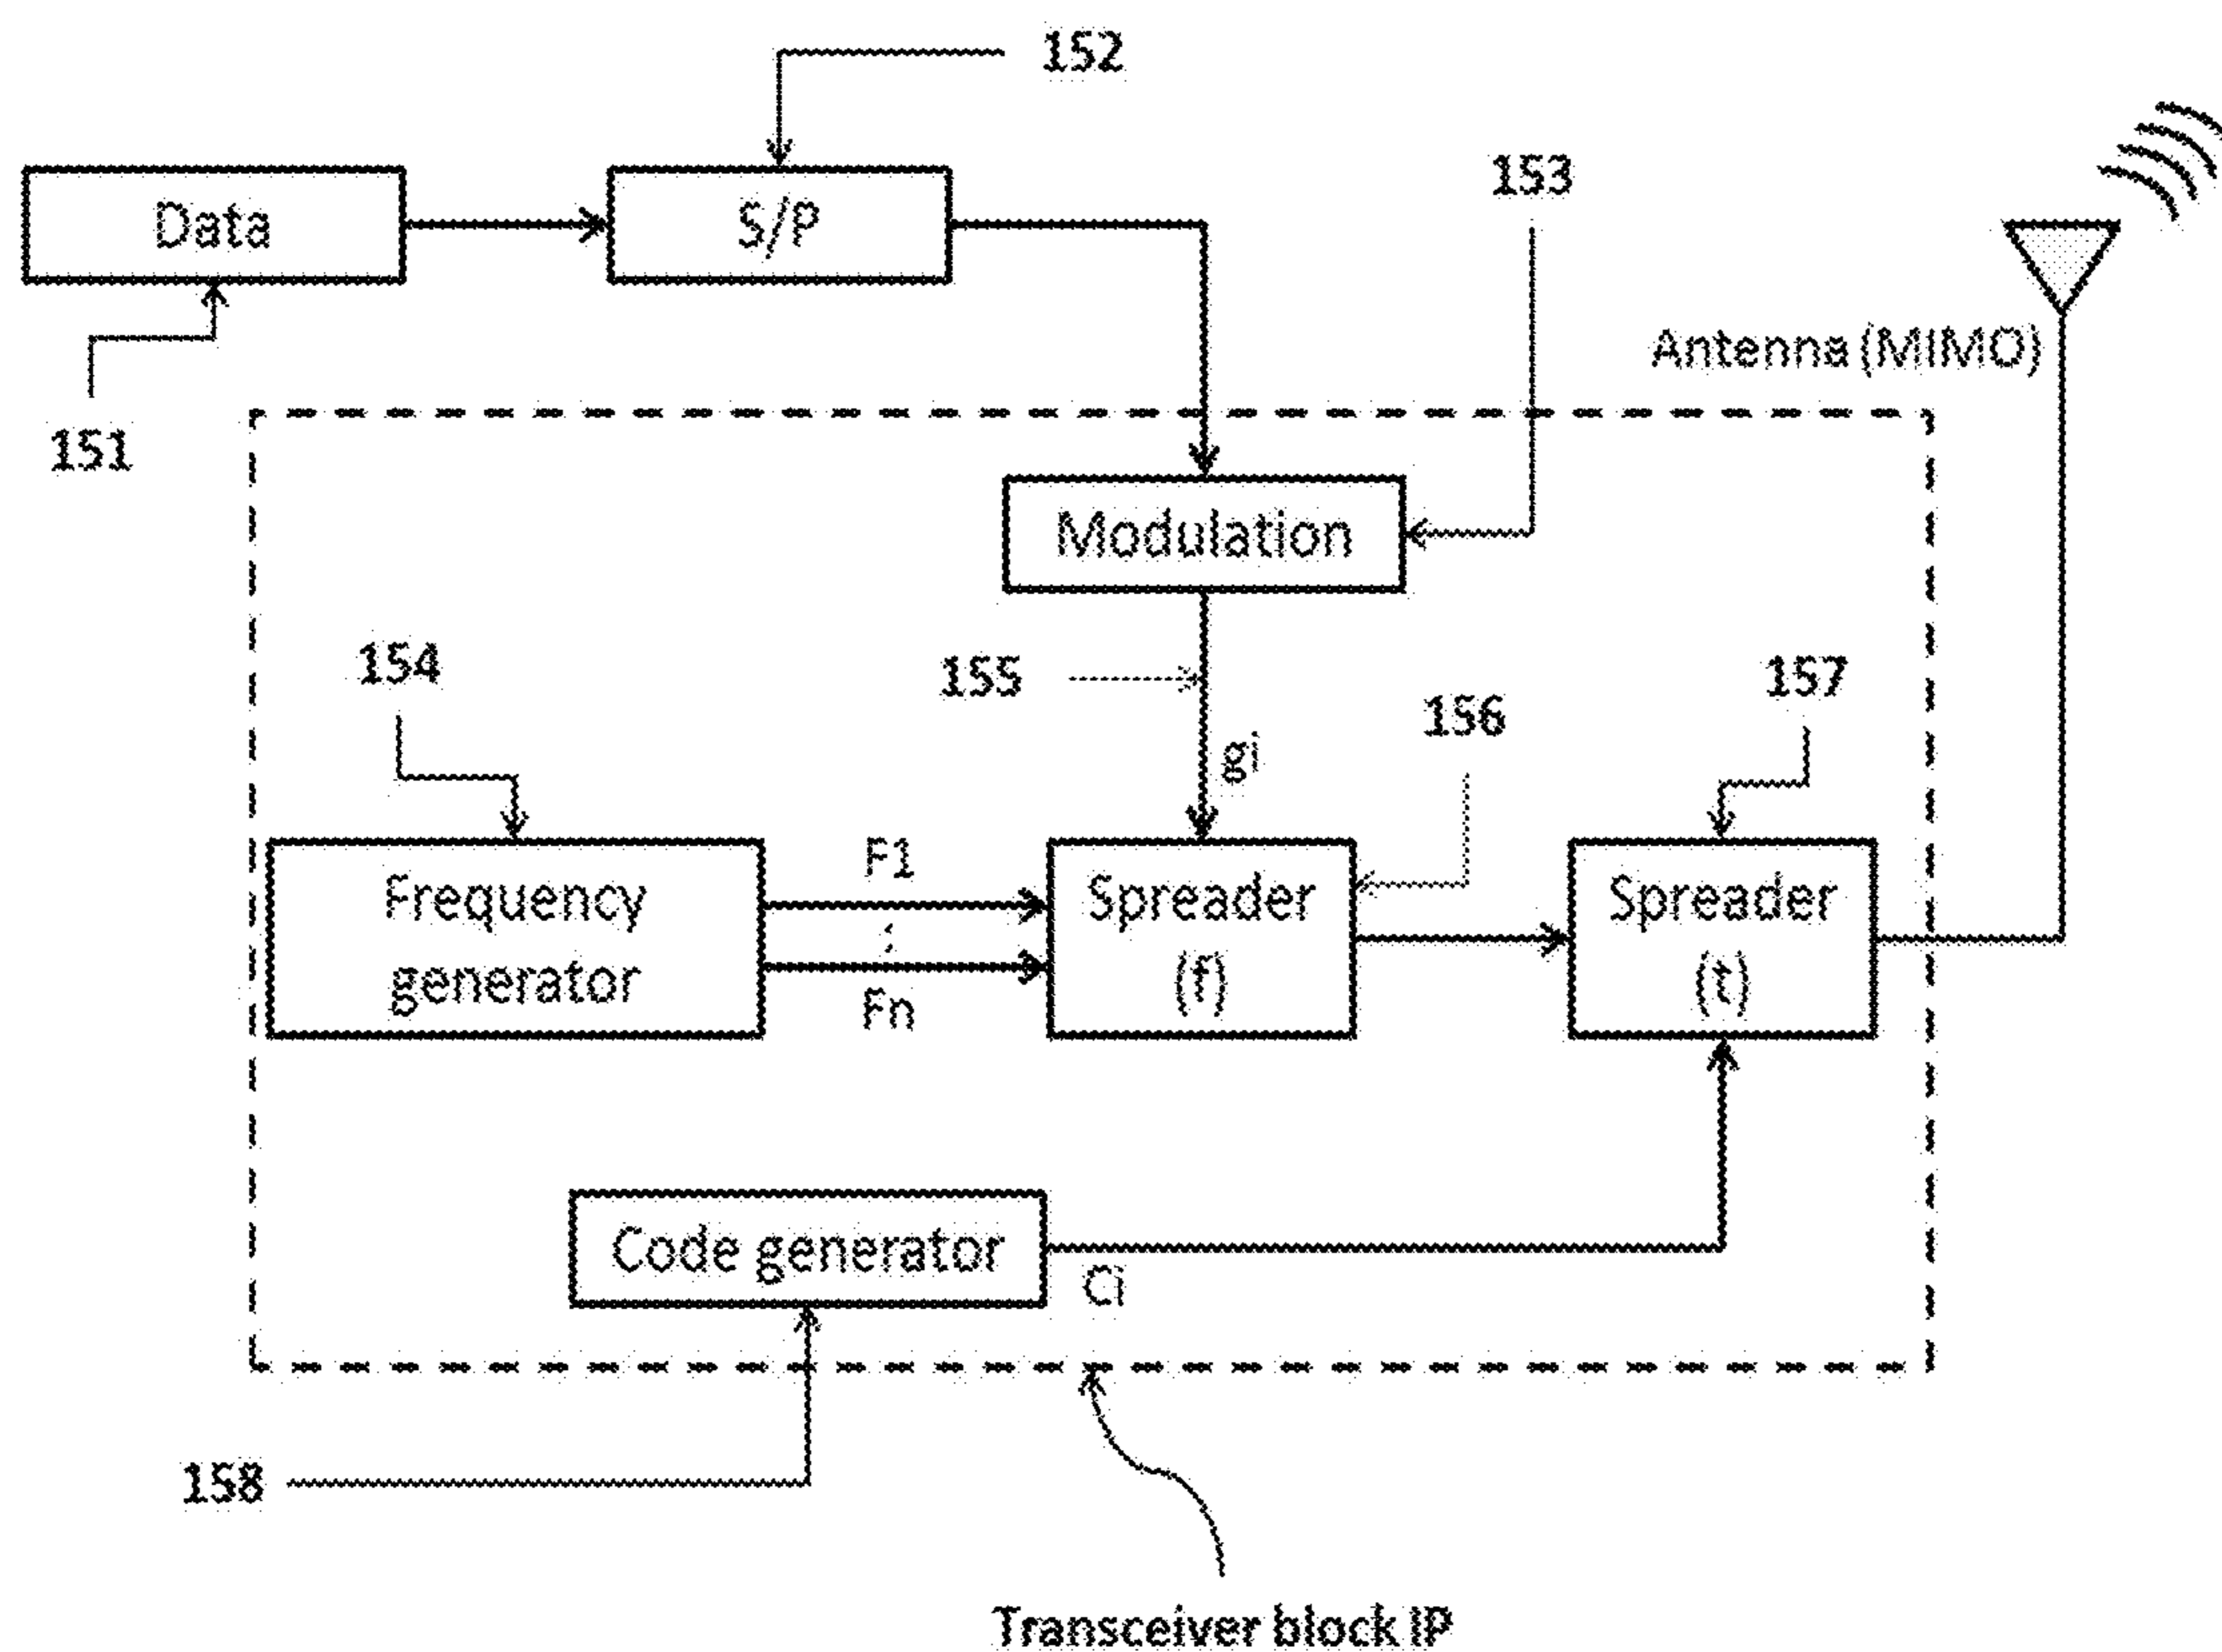 152
153
Data
S/P
Antenna (MIMO)
151
Modulation
154
155
156
157
gi
F1
Frequency
generator
:
Fn
Spreader
(f)
Spreader
(t)
Code generator
Ci
158
Transceiver block IP